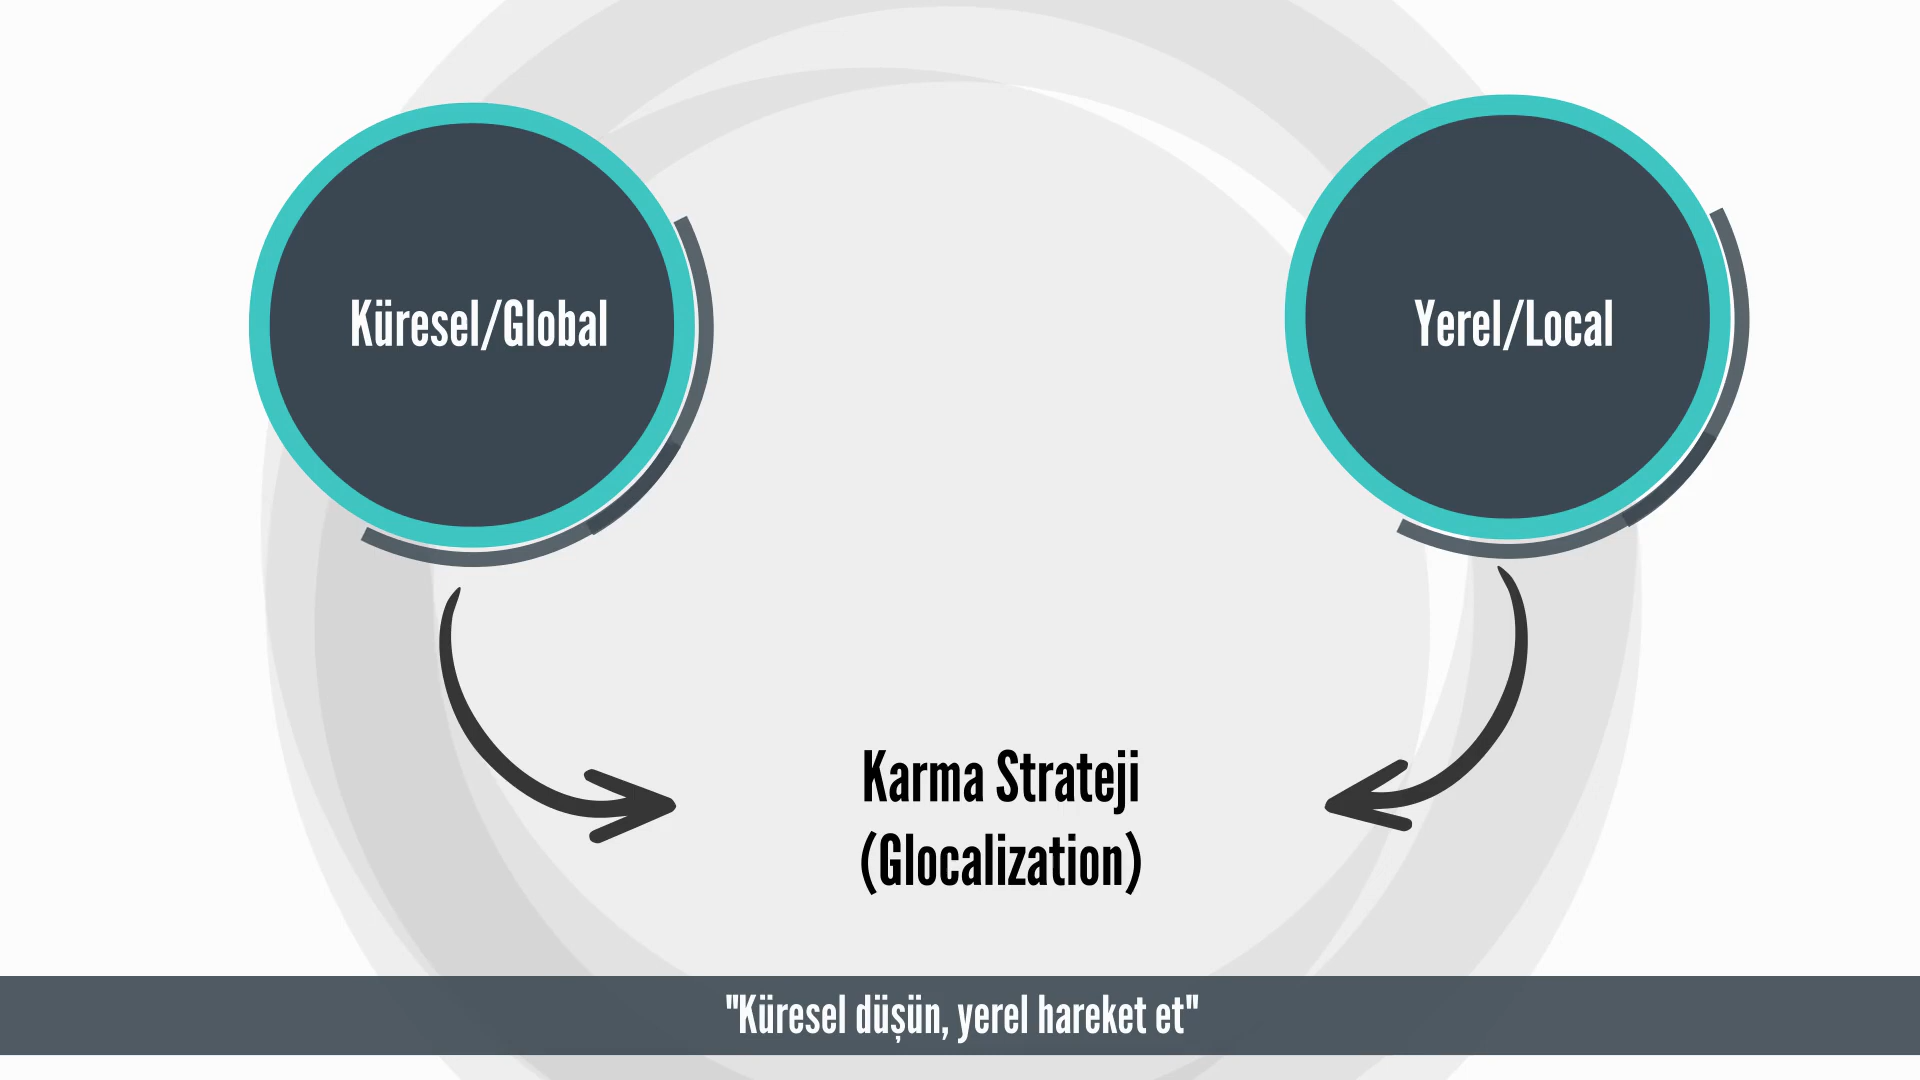 Küresel/Global
Yerel/Local
Karma Strateji
(Glocalization)
"Küresel düşün, yerel hareket et"